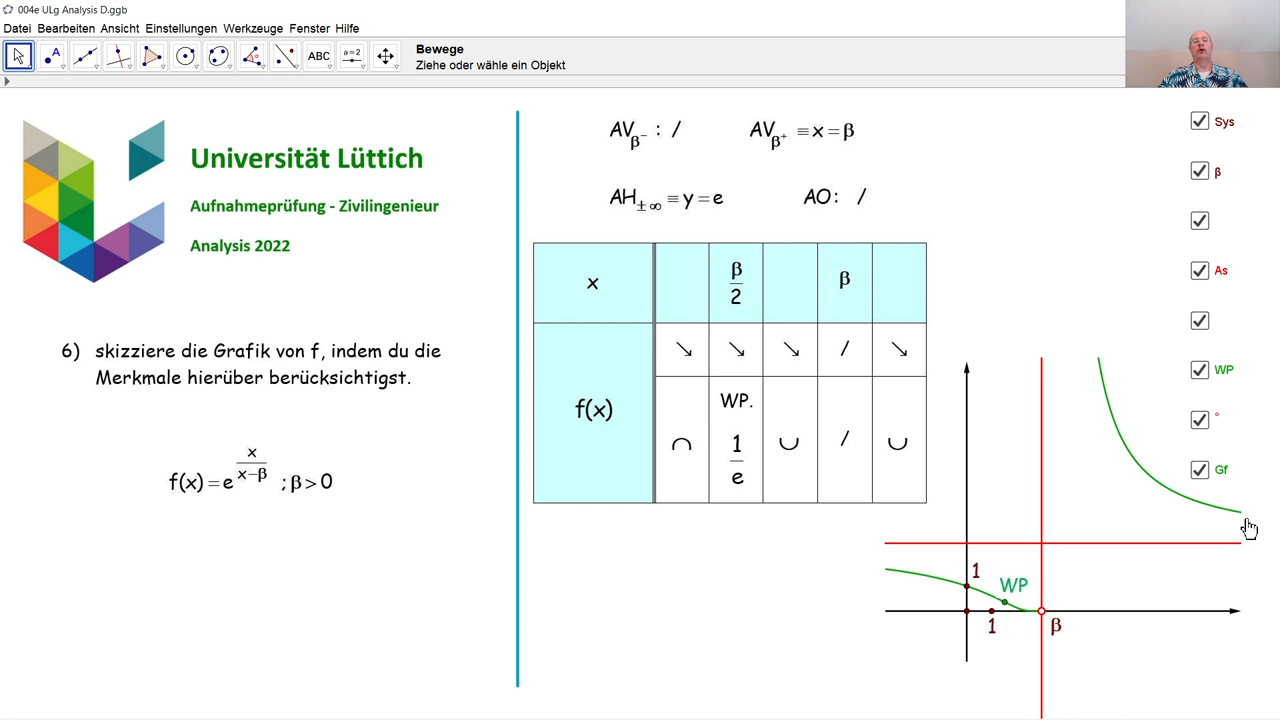 004e ULg Analysis D.ggb
Datei Bearbeiten Ansicht Einstellungen Werkzeuge Fenster Hilfe
A
ABC
a=2
Bewege
Ziehe oder wähle ein Objekt
Universität Lüttich
Aufnahmeprüfung - Zivilingenieur
Analysis 2022
6) skizziere die Grafik von f, indem du die
Merkmale hierüber berücksichtigst.
f(x) = e^{x/(x−β)} ; β > 0
AV_{β⁻} : / AV_{β⁺} ≡ x = β
AH_{±∞} ≡ y = e AO: /
x β/2 β
f(x) ↘ ↘ ↘ / ↘
∩ WP. 1/e ∪ / ∪
Sys
β
As
WP
°
Gf
1
WP
1
β